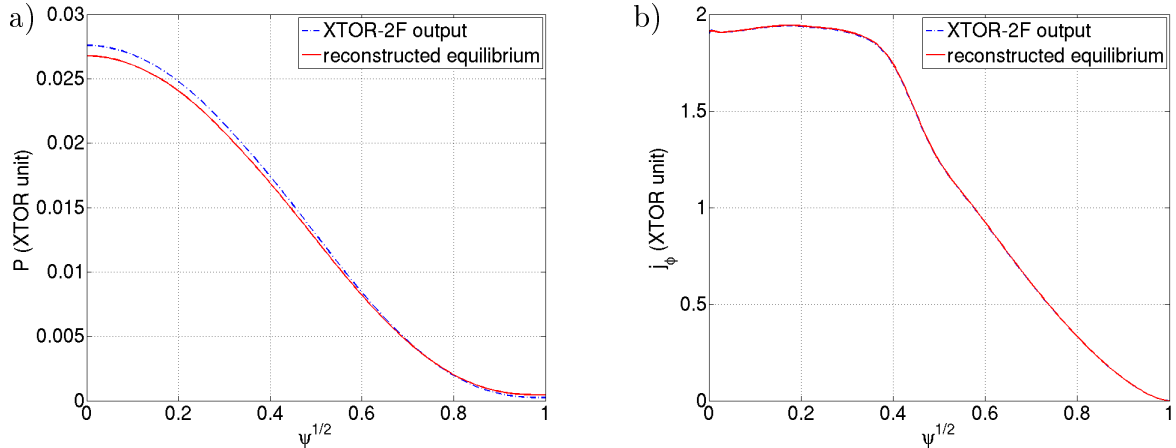 a)
0.03
0.025
0.02
0.015
0.01
0.005
0
P (XTOR unit)
XTOR-2F output
reconstructed equilibrium
0 0.2 0.4 0.6 0.8 1
ψ^1/2
b)
2
1.5
1
0.5
0
j_ϕ (XTOR unit)
XTOR-2F output
reconstructed equilibrium
0 0.2 0.4 0.6 0.8 1
ψ^1/2